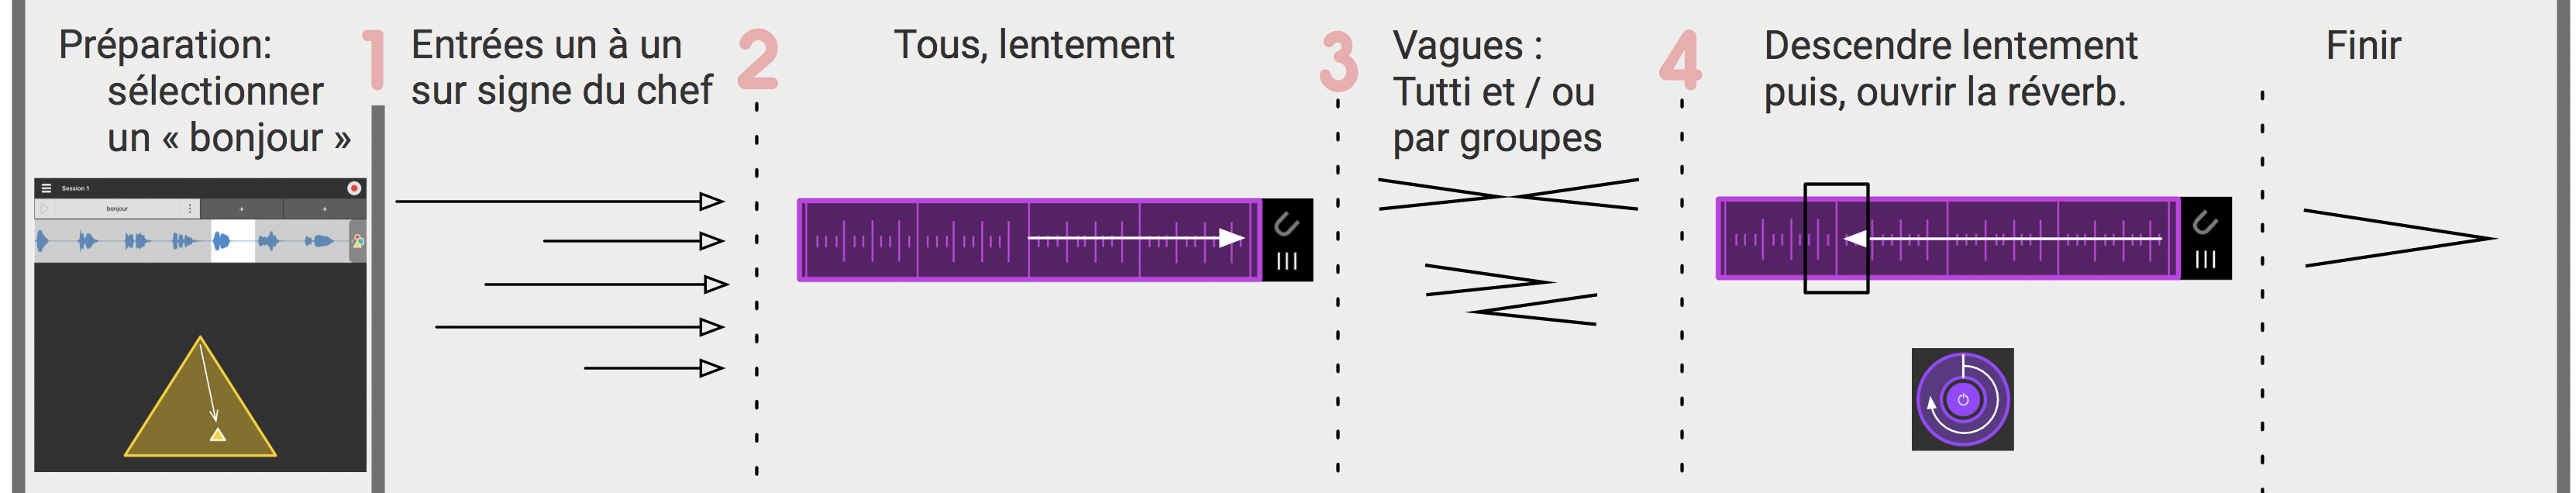 Préparation:
sélectionner
un « bonjour »
Session 1
bonjour
1
Entrées un à un
sur signe du chef
2
Tous, lentement
3
Vagues :
Tutti et / ou
par groupes
4
Descendre lentement
puis, ouvrir la réverb.
Finir